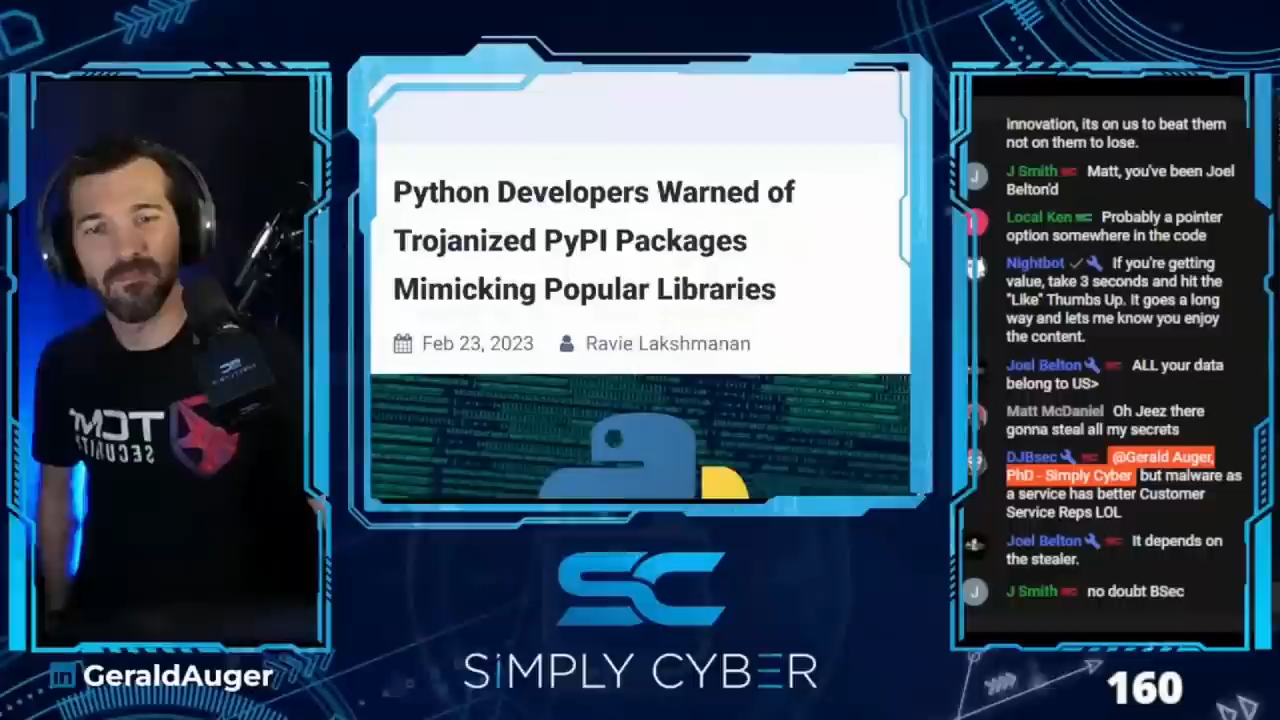 TCM
SECURITY
Python Developers Warned of
Trojanized PyPI Packages
Mimicking Popular Libraries
Feb 23, 2023 Ravie Lakshmanan
SC
SiMPLY CYBER
in GeraldAuger
innovation, its on us to beat them
not on them to lose.
J J Smith Matt, you've been Joel
Belton'd
Local Ken Probably a pointer
option somewhere in the code
Nightbot If you're getting
value, take 3 seconds and hit the
"Like" Thumbs Up. It goes a long
way and lets me know you enjoy
the content.
Joel Belton ALL your data
belong to US>
Matt McDaniel Oh Jeez there
gonna steal all my secrets
DJBsec @Gerald Auger,
PhD - Simply Cyber but malware as
a service has better Customer
Service Reps LOL
Joel Belton It depends on
the stealer.
J J Smith no doubt BSec
160